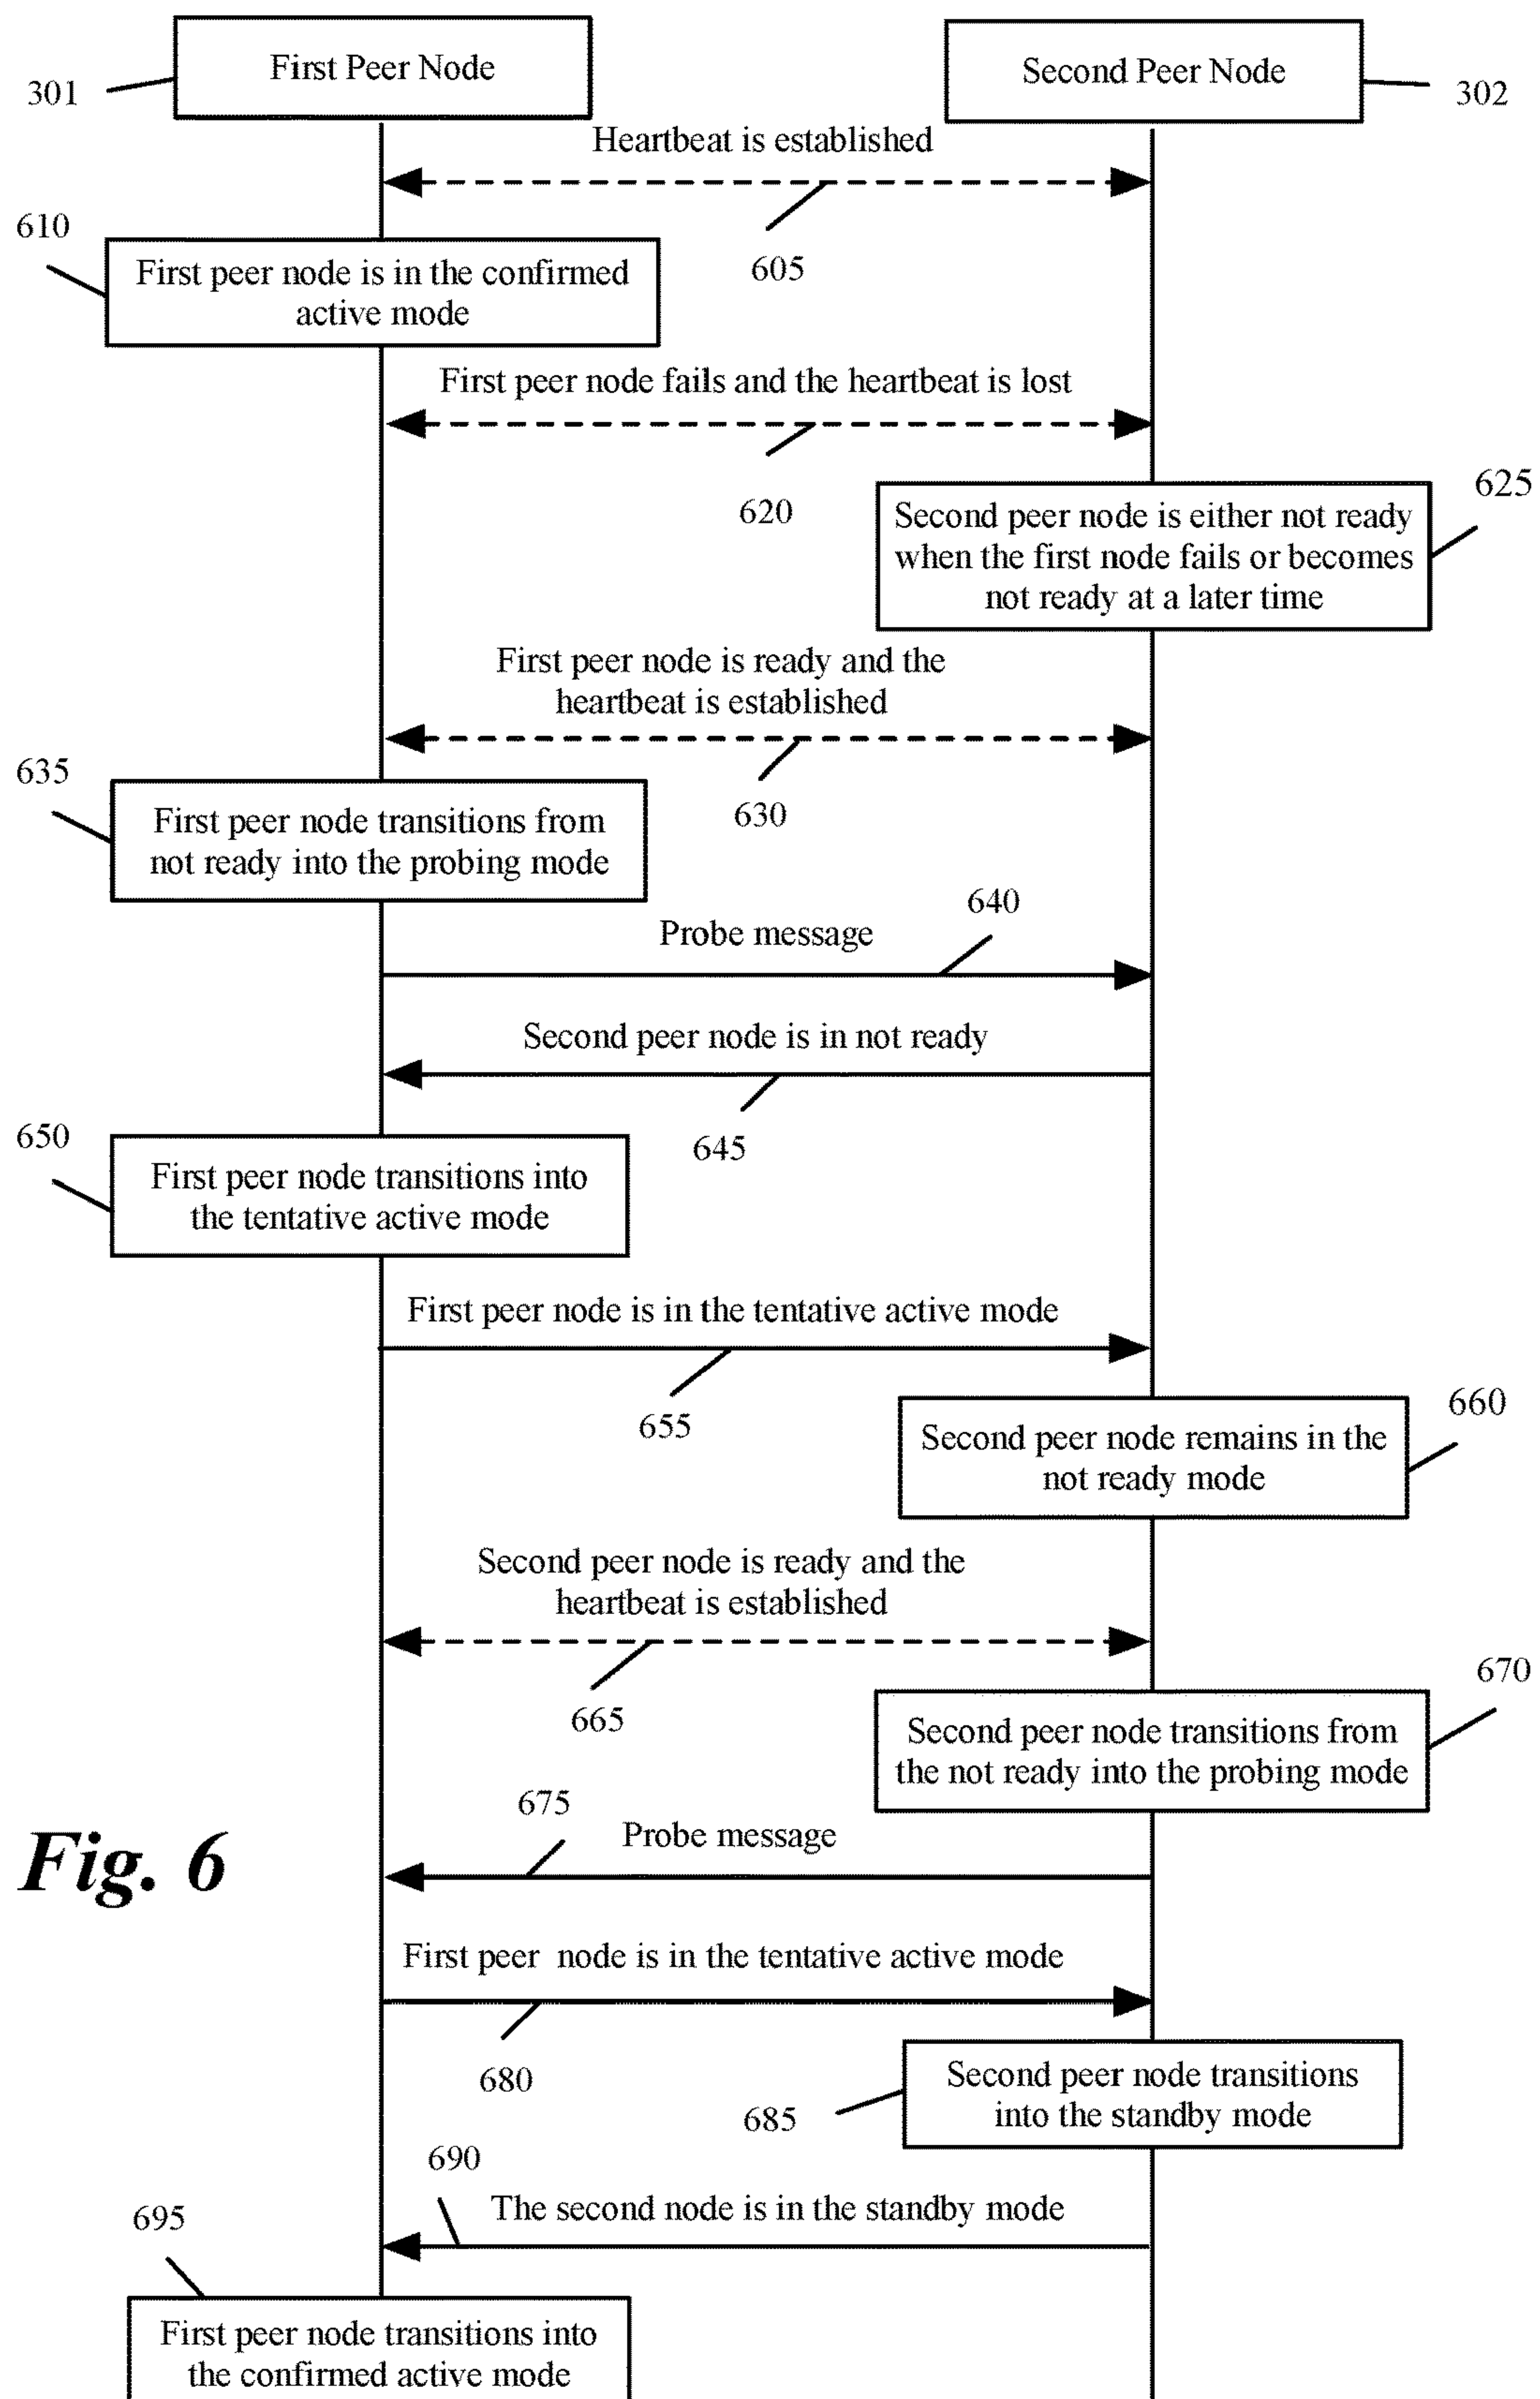 First Peer Node
Second Peer Node
301
302
Heartbeat is established
605
610
First peer node is in the confirmed
active mode
First peer node fails and the heartbeat is lost
620
625
Second peer node is either not ready
when the first node fails or becomes
not ready at a later time
First peer node is ready and the
heartbeat is established
630
635
First peer node transitions from
not ready into the probing mode
640
Probe message
Second peer node is in not ready
645
650
First peer node transitions into
the tentative active mode
First peer node is in the tentative active mode
655
660
Second peer node remains in the
not ready mode
Second peer node is ready and the
heartbeat is established
665
670
Second peer node transitions from
the not ready into the probing mode
675
Probe message
Fig. 6
First peer node is in the tentative active mode
680
Second peer node transitions
into the standby mode
685
690
The second node is in the standby mode
695
First peer node transitions into
the confirmed active mode